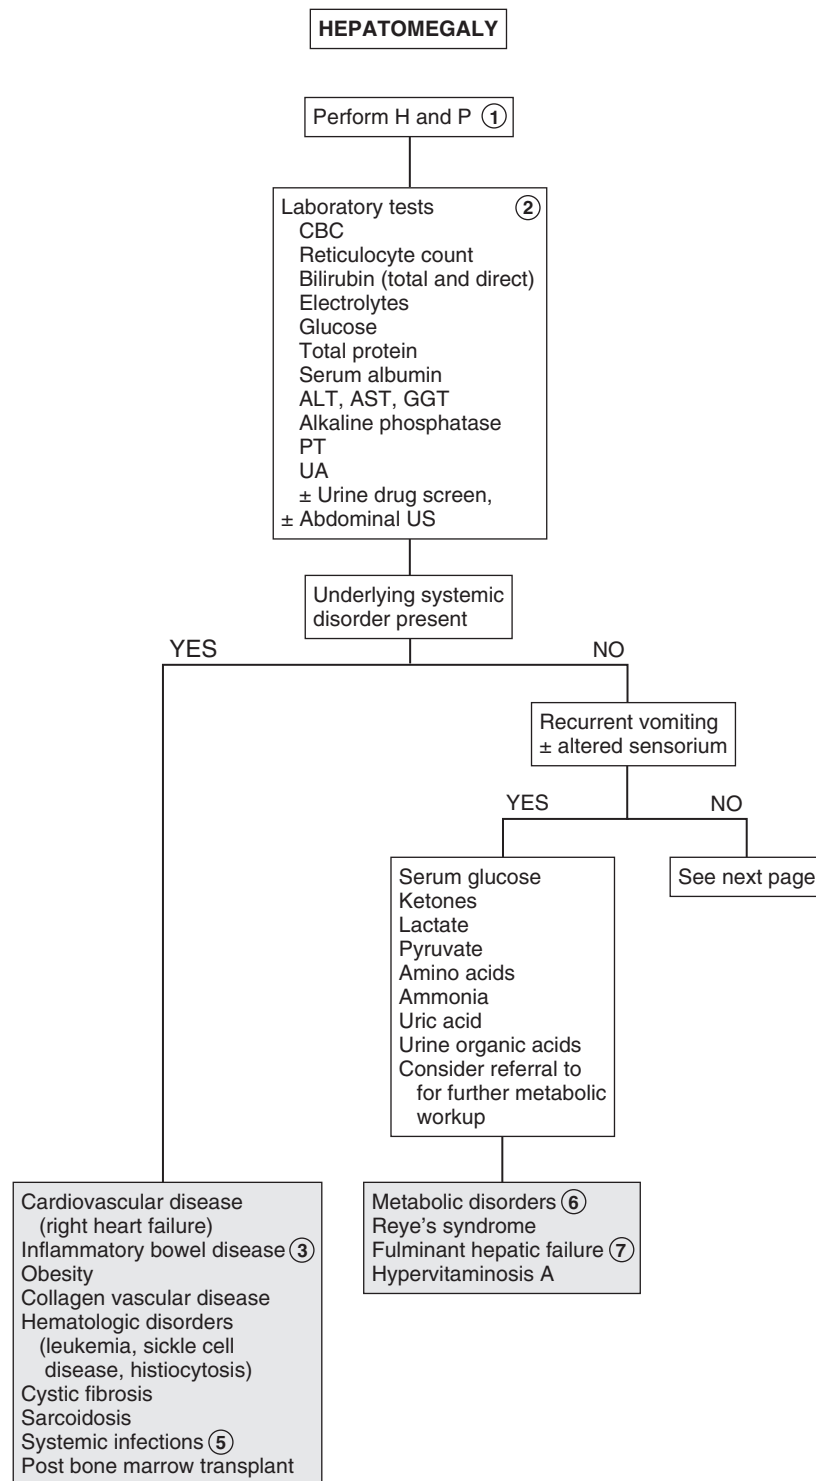 HEPATOMEGALY
Perform H and P 1
Laboratory tests 2
CBC
Reticulocyte count
Bilirubin (total and direct)
Electrolytes
Glucose
Total protein
Serum albumin
ALT, AST, GGT
Alkaline phosphatase
PT
UA
± Urine drug screen,
± Abdominal US
Underlying systemic
disorder present
YES
NO
Recurrent vomiting
± altered sensorium
YES
NO
Serum glucose
Ketones
Lactate
Pyruvate
Amino acids
Ammonia
Uric acid
Urine organic acids
Consider referral to
for further metabolic
workup
See next page
Cardiovascular disease
(right heart failure)
Inflammatory bowel disease 3
Obesity
Collagen vascular disease
Hematologic disorders
(leukemia, sickle cell
disease, histiocytosis)
Cystic fibrosis
Sarcoidosis
Systemic infections 5
Post bone marrow transplant
Metabolic disorders 6
Reye's syndrome
Fulminant hepatic failure 7
Hypervitaminosis A